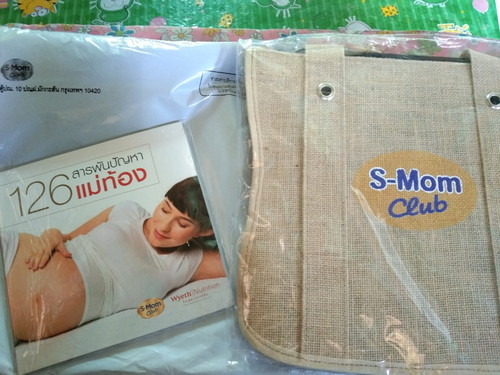 S-Mom
Club
ตู้ปณ. 10 ปณฝ.มักกะสัน กรุงเทพฯ 10420
126
สารพันปัญหา
แม่ท้อง
S-Mom
Club
Wyeth Nutrition
S-Mom
Club